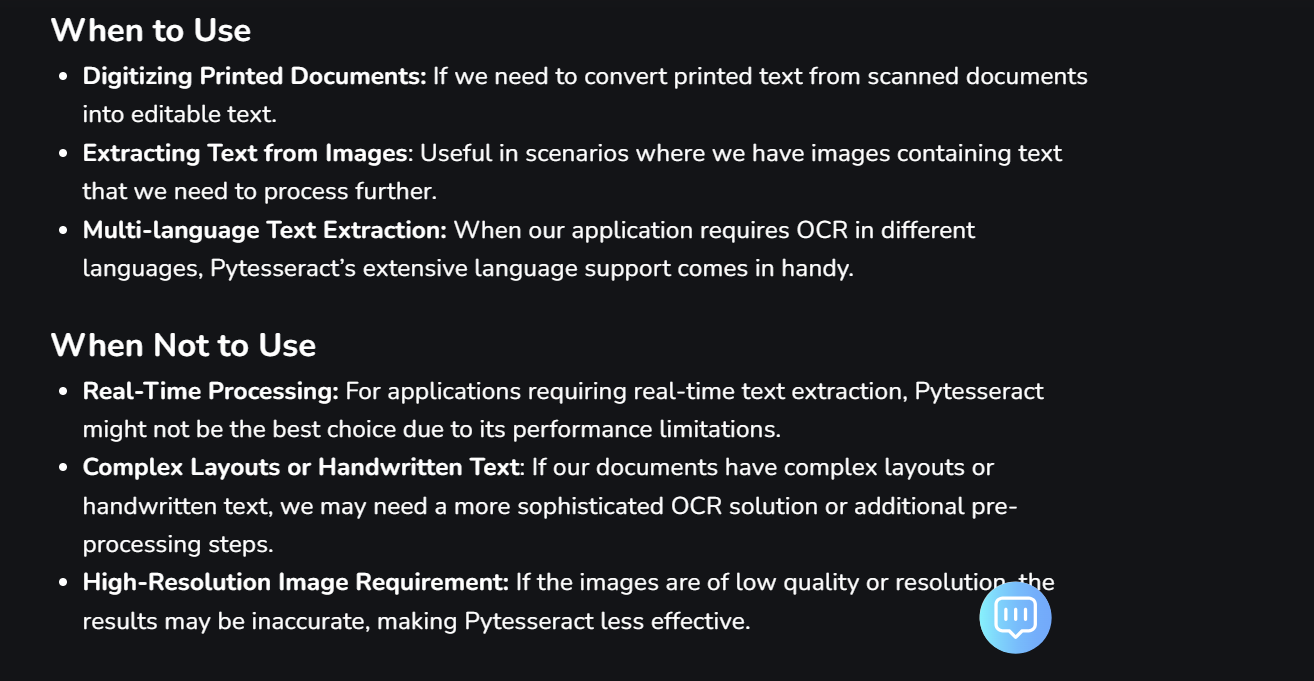 When to Use
• Digitizing Printed Documents: If we need to convert printed text from scanned documents
into editable text.
• Extracting Text from Images: Useful in scenarios where we have images containing text
that we need to process further.
• Multi-language Text Extraction: When our application requires OCR in different
languages, Pytesseract’s extensive language support comes in handy.
When Not to Use
• Real-Time Processing: For applications requiring real-time text extraction, Pytesseract
might not be the best choice due to its performance limitations.
• Complex Layouts or Handwritten Text: If our documents have complex layouts or
handwritten text, we may need a more sophisticated OCR solution or additional pre-
processing steps.
• High-Resolution Image Requirement: If the images are of low quality or resolution, the
results may be inaccurate, making Pytesseract less effective.